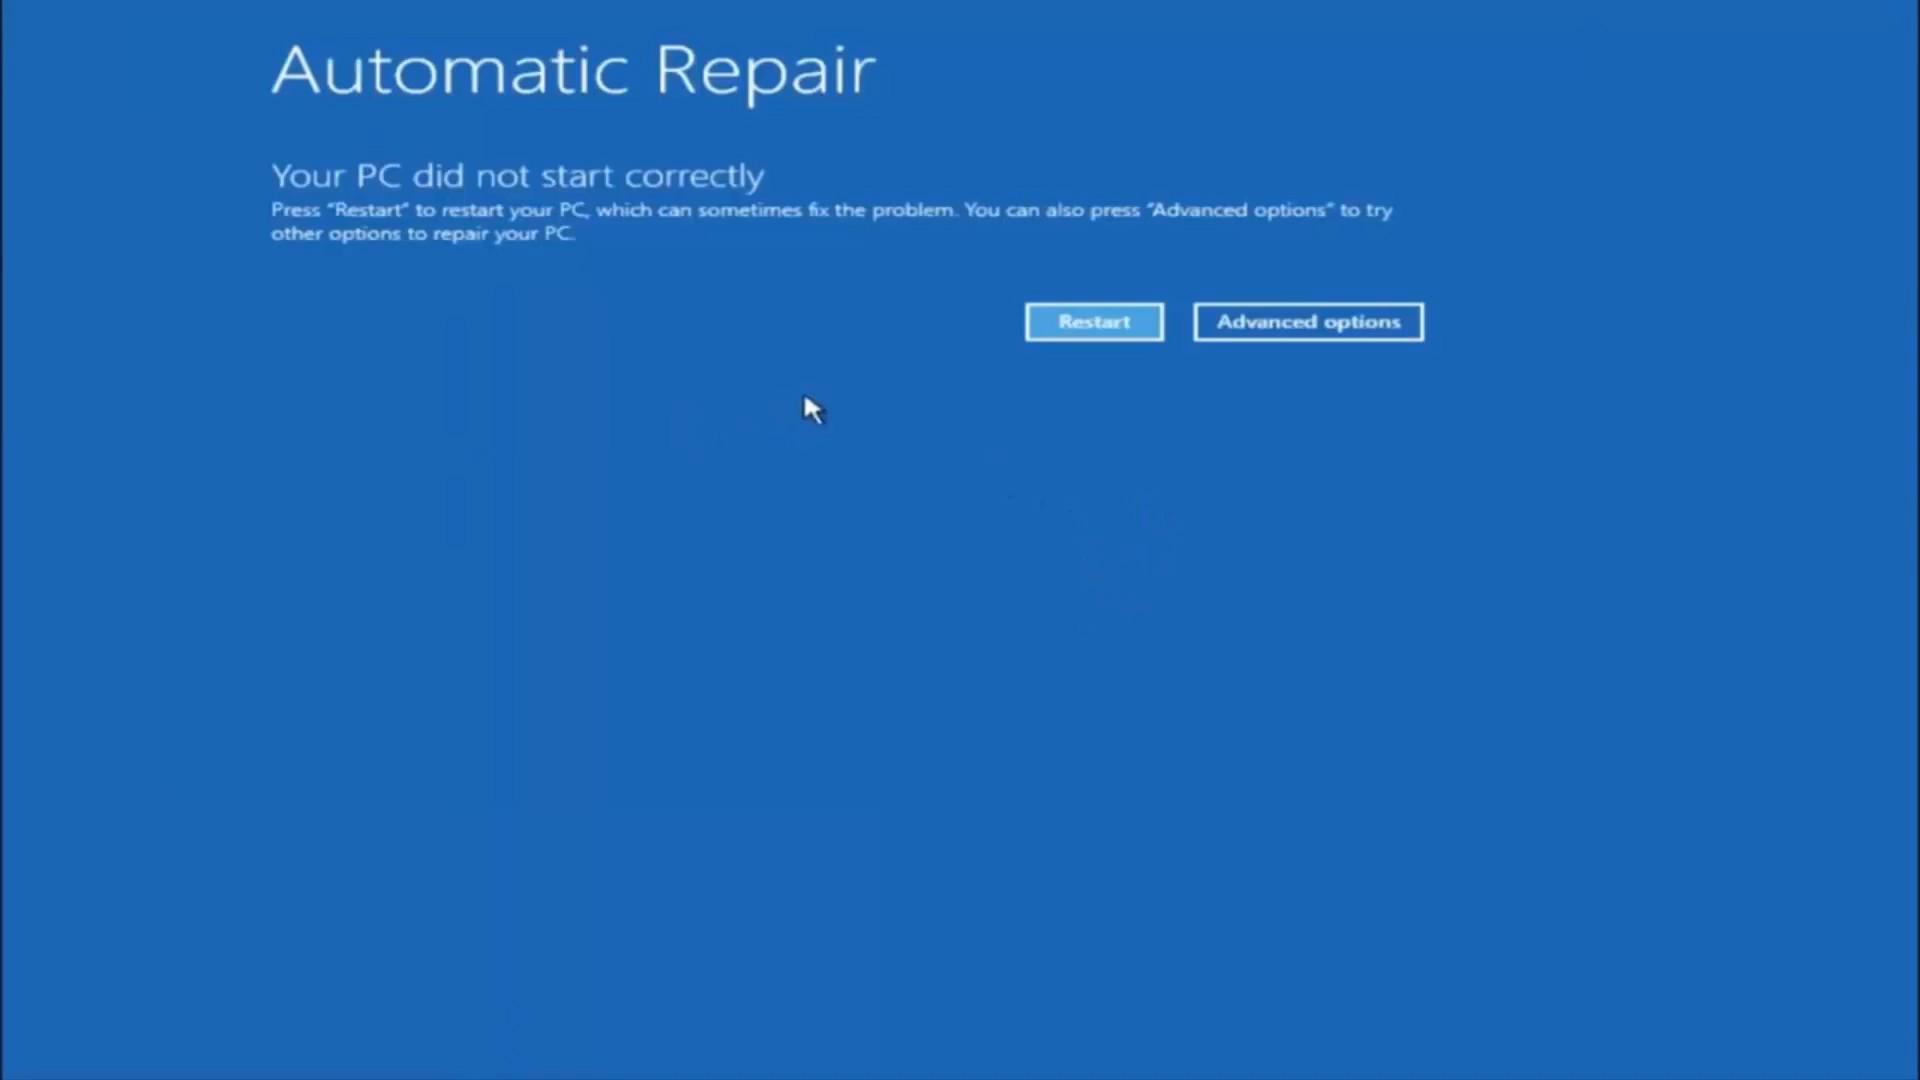 Automatic Repair
Your PC did not start correctly
Press "Restart" to restart your PC, which can sometimes fix the problem. You can also press "Advanced options" to try
other options to repair your PC.
Restart
Advanced options